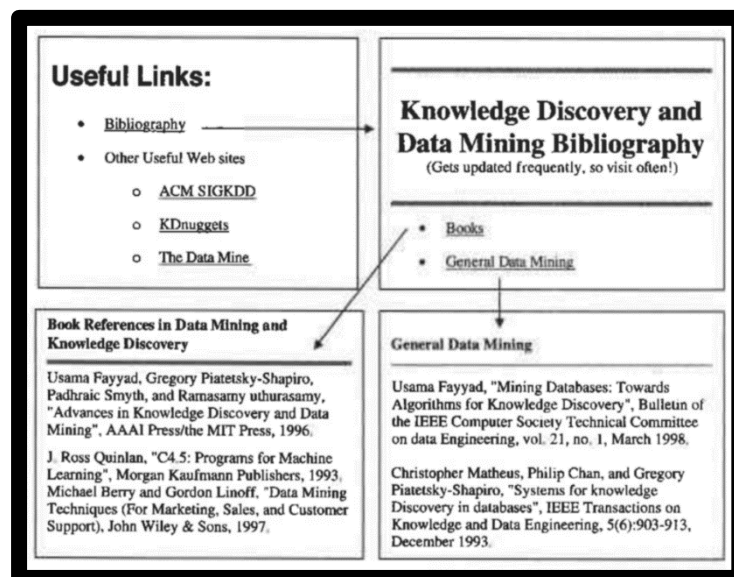 Useful Links:
• Bibliography
• Other Useful Web sites
o ACM SIGKDD
o KDnuggets
o The Data Mine
Knowledge Discovery and
Data Mining Bibliography
(Gets updated frequently, so visit often!)
• Books
• General Data Mining
Book References in Data Mining and
Knowledge Discovery
Usama Fayyad, Gregory Piatetsky-Shapiro,
Padhraic Smyth, and Ramasamy uthurasamy,
"Advances in Knowledge Discovery and Data
Mining", AAAI Press/the MIT Press, 1996.
J. Ross Quinlan, "C4.5: Programs for Machine
Learning", Morgan Kaufmann Publishers, 1993.
Michael Berry and Gordon Linoff, "Data Mining
Techniques (For Marketing, Sales, and Customer
Support), John Wiley & Sons, 1997.
General Data Mining
Usama Fayyad, "Mining Databases: Towards
Algorithms for Knowledge Discovery", Bulletin of
the IEEE Computer Society Technical Committee
on data Engineering, vol. 21, no. 1, March 1998.
Christopher Matheus, Philip Chan, and Gregory
Piatetsky-Shapiro, "Systems for knowledge
Discovery in databases", IEEE Transactions on
Knowledge and Data Engineering, 5(6):903-913,
December 1993.